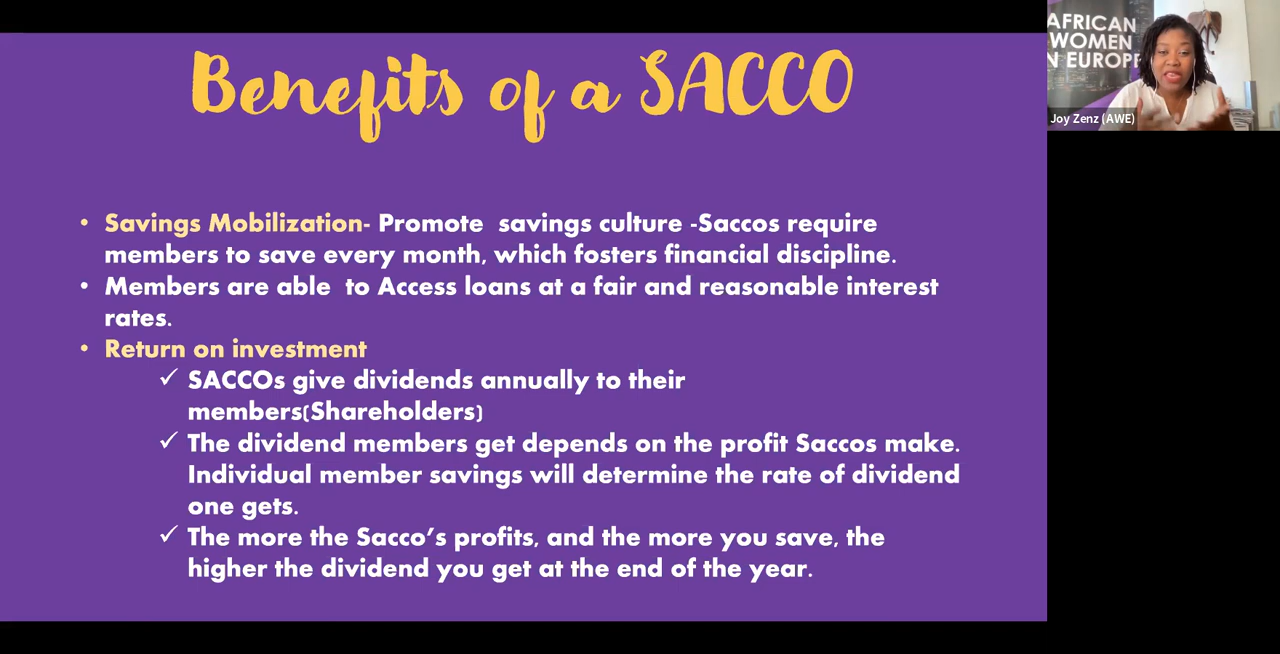 Benefits of a SACCO
• Savings Mobilization- Promote savings culture -Saccos require
members to save every month, which fosters financial discipline.
• Members are able to Access loans at a fair and reasonable interest
rates.
• Return on investment
✓ SACCOs give dividends annually to their
members(Shareholders)
✓ The dividend members get depends on the profit Saccos make.
Individual member savings will determine the rate of dividend
one gets.
✓ The more the Sacco's profits, and the more you save, the
higher the dividend you get at the end of the year.
AFRICAN
WOMEN
N EUROPE
Joy Zenz (AWE)